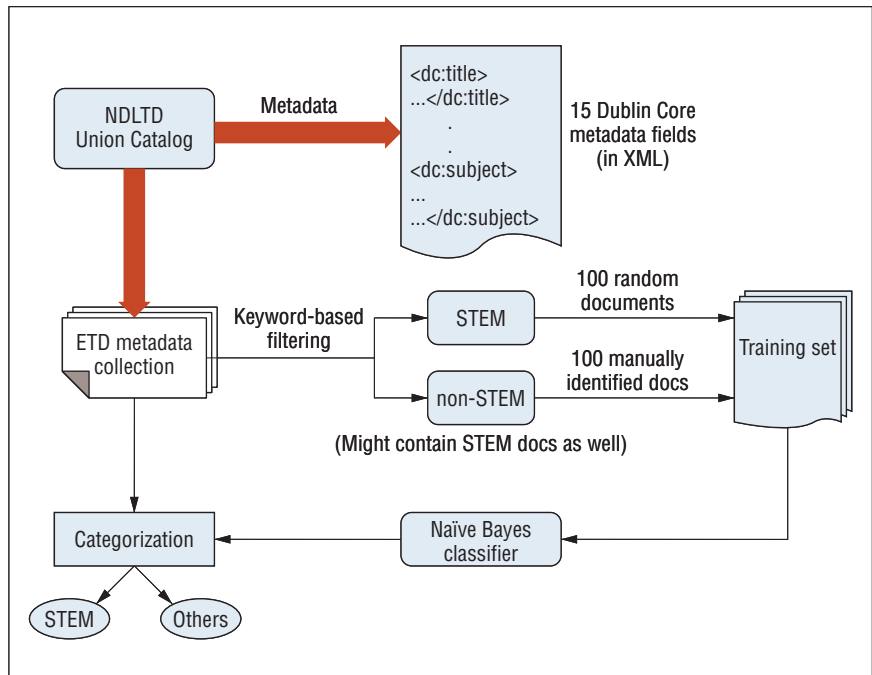 NDLTD
Union Catalog
Metadata
<dc:title>
...</dc:title>
.
.
<dc:subject>
...
...</dc:subject>
15 Dublin Core
metadata fields
(in XML)
ETD metadata
collection
Keyword-based
filtering
STEM
100 random
documents
non-STEM
100 manually
identified docs
(Might contain STEM docs as well)
Training set
Categorization
Naïve Bayes
classifier
STEM
Others